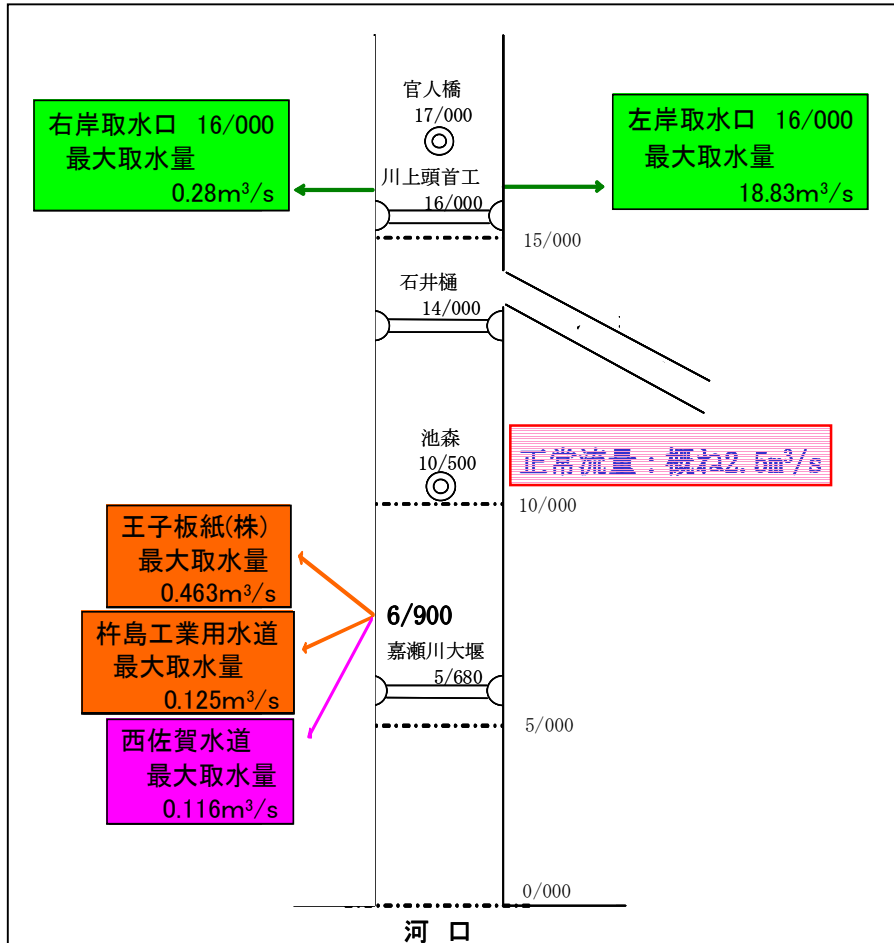 官人橋
17/000
右岸取水口 16/000
最大取水量
0.28m³/s
左岸取水口 16/000
最大取水量
18.83m³/s
川上頭首工
16/000
15/000
石井樋
14/000
池森
10/500
正常流量：概ね2.5m³/s
10/000
王子板紙(株)
最大取水量
0.463m³/s
6/900
杵島工業用水道
最大取水量
0.125m³/s
嘉瀬川大堰
5/680
西佐賀水道
最大取水量
0.116m³/s
5/000
0/000
河 口